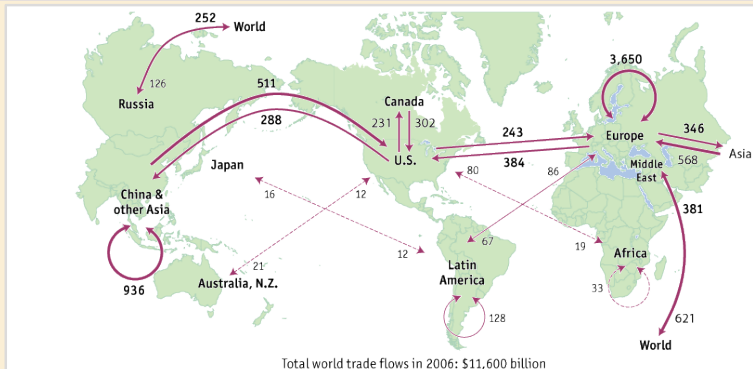 252
World
126
Russia
511
288
Canada
231
302
U.S.
Japan
16
12
China &
other Asia
936
21
Australia, N.Z.
243
384
80
86
12
67
Latin
America
128
3,650
Europe
346
568
Asia
Middle
East
381
19
Africa
33
621
World
Total world trade flows in 2006: $11,600 billion